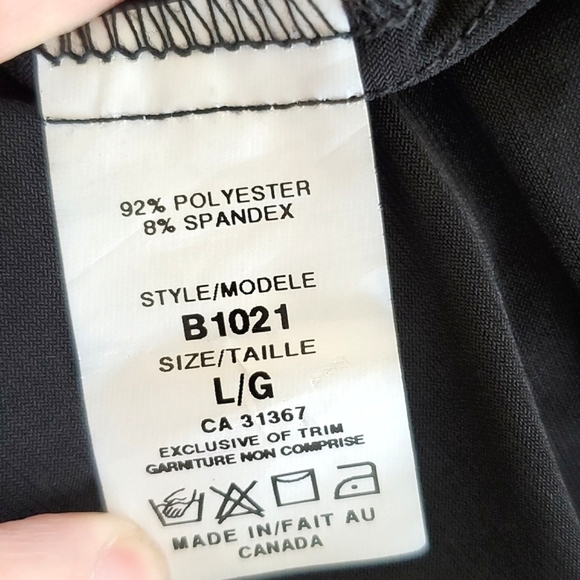 92% POLYESTER
8% SPANDEX
STYLE/MODELE
B1021
SIZE/TAILLE
L/G
CA 31367
EXCLUSIVE OF TRIM
GARNITURE NON COMPRISE
MADE IN/FAIT AU
CANADA